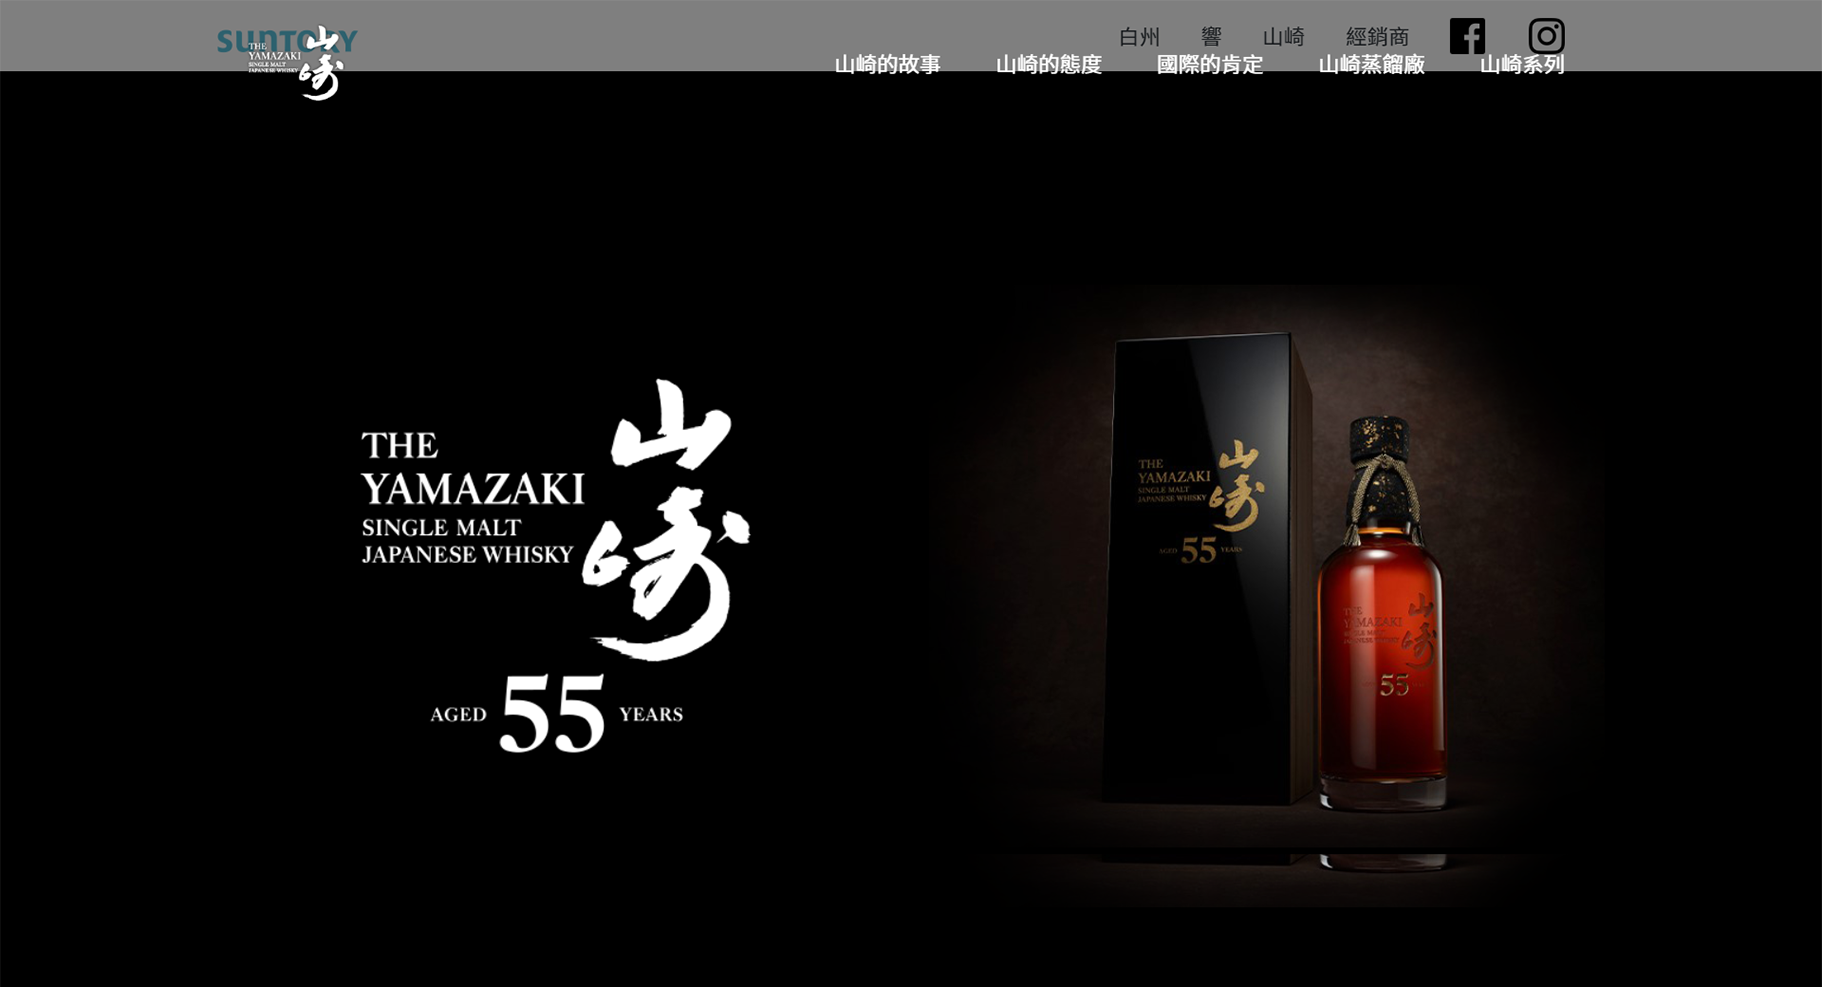 SUNTORY
THE
YAMAZAKI
SINGLE MALT
JAPANESE WHISKY
山崎
白州 響 山崎 經銷商
山崎的故事 山崎的態度 國際的肯定 山崎蒸餾廠 山崎系列
THE
YAMAZAKI
SINGLE MALT
JAPANESE WHISKY
山崎
AGED 55 YEARS
THE
YAMAZAKI
SINGLE MALT
JAPANESE WHISKY
山崎
AGED 55 YEARS
THE
YAMAZAKI
SINGLE MALT
JAPANESE WHISKY
山崎
55